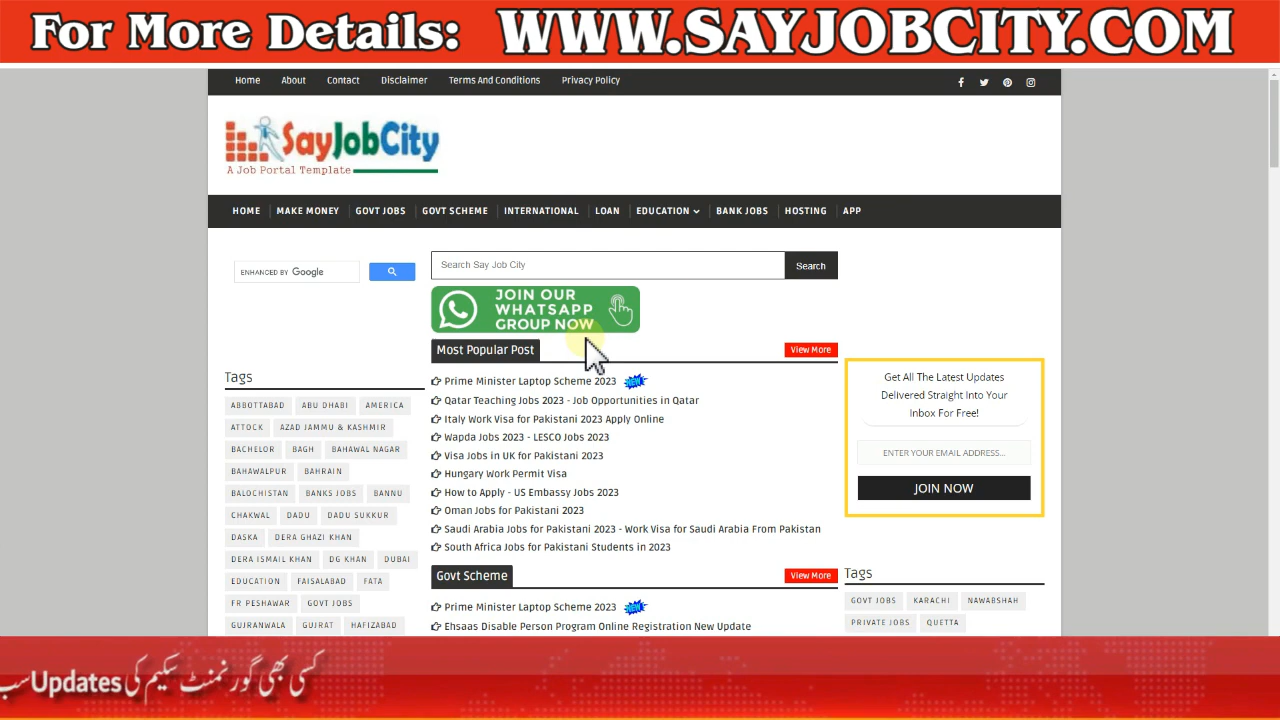 For More Details: WWW.SAYJOBCITY.COM
Home About Contact Disclaimer Terms And Conditions Privacy Policy
SayJobCity
A Job Portal Template
HOME MAKE MONEY GOVT JOBS GOVT SCHEME INTERNATIONAL LOAN EDUCATION BANK JOBS HOSTING APP
ENHANCED BY Google
Tags
ABBOTTABAD ABU DHABI AMERICA
ATTOCK AZAD JAMMU & KASHMIR
BACHELOR BAGH BAHAWAL NAGAR
BAHAWALPUR BAHRAIN
BALOCHISTAN BANKS JOBS BANNU
CHAKWAL DADU DADU SUKKUR
DASKA DERA GHAZI KHAN
DERA ISMAIL KHAN DG KHAN DUBAI
EDUCATION FAISALABAD FATA
FR PESHAWAR GOVT JOBS
GUJRANWALA GUJRAT HAFIZABAD
Search Say Job City Search
JOIN OUR
WHATSAPP
GROUP NOW
Most Popular Post View More
Prime Minister Laptop Scheme 2023 NEW
Qatar Teaching Jobs 2023 - Job Opportunities in Qatar
Italy Work Visa for Pakistani 2023 Apply Online
Wapda Jobs 2023 - LESCO Jobs 2023
Visa Jobs in UK for Pakistani 2023
Hungary Work Permit Visa
How to Apply - US Embassy Jobs 2023
Oman Jobs for Pakistani 2023
Saudi Arabia Jobs for Pakistani 2023 - Work Visa for Saudi Arabia From Pakistan
South Africa Jobs for Pakistani Students in 2023
Govt Scheme View More
Prime Minister Laptop Scheme 2023 NEW
Ehsaas Disable Person Program Online Registration New Update
Get All The Latest Updates
Delivered Straight Into Your
Inbox For Free!
ENTER YOUR EMAIL ADDRESS...
JOIN NOW
Tags
GOVT JOBS KARACHI NAWABSHAH
PRIVATE JOBS QUETTA
کسی بھی گورنمنٹ سکیم کی Updates سب